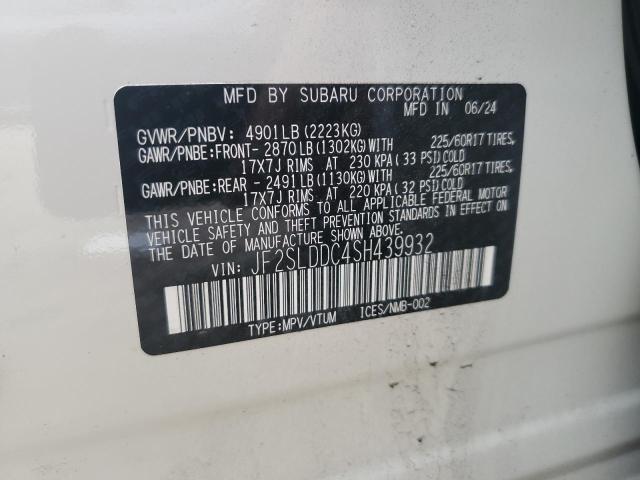 MFD BY SUBARU CORPORATION
MFD IN 06/24
GVWR/PNBV: 4901LB (2223KG)
GAWR/PNBE:FRONT- 2870LB (1302KG)WITH 225/60R17 TIRES,
17X7J RIMS AT 230 KPA ( 33 PSI) COLD
GAWR/PNBE:REAR - 2491LB (1130KG)WITH 225/60R17 TIRES,
17X7J RIMS AT 220 KPA ( 32 PSI) COLD
THIS VEHICLE CONFORMS TO ALL APPLICABLE FEDERAL MOTOR
VEHICLE SAFETY AND THEFT PREVENTION STANDARDS IN EFFECT ON
THE DATE OF MANUFACTURE SHOWN ABOVE.
VIN: JF2SLDDC4SH439932
TYPE:MPV/VTUM ICES/NMB-002